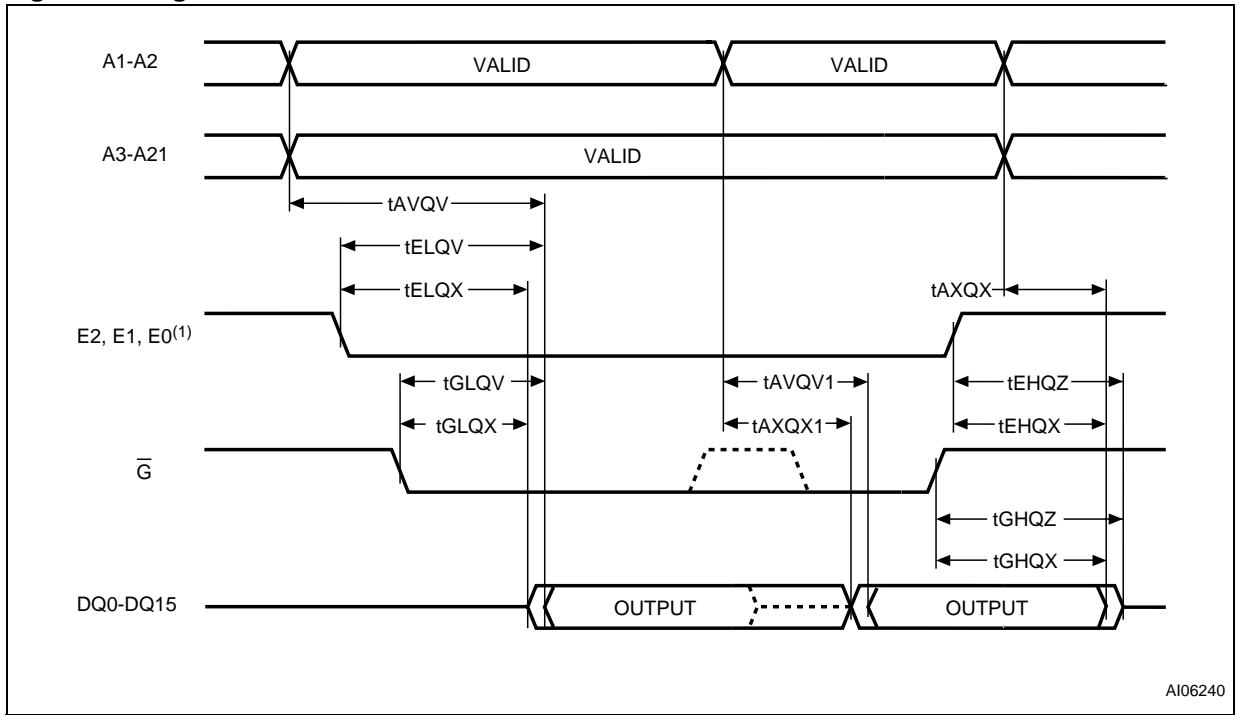 A1-A2
VALID
VALID
A3-A21
VALID
tAVQV
tELQV
tELQX
tAXQX
E2, E1, E0(1)
tGLQV
tAVQV1
tEHQZ
tGLQX
tAXQX1
tEHQX
G
tGHQZ
tGHQX
DQ0-DQ15
OUTPUT
OUTPUT
AI06240